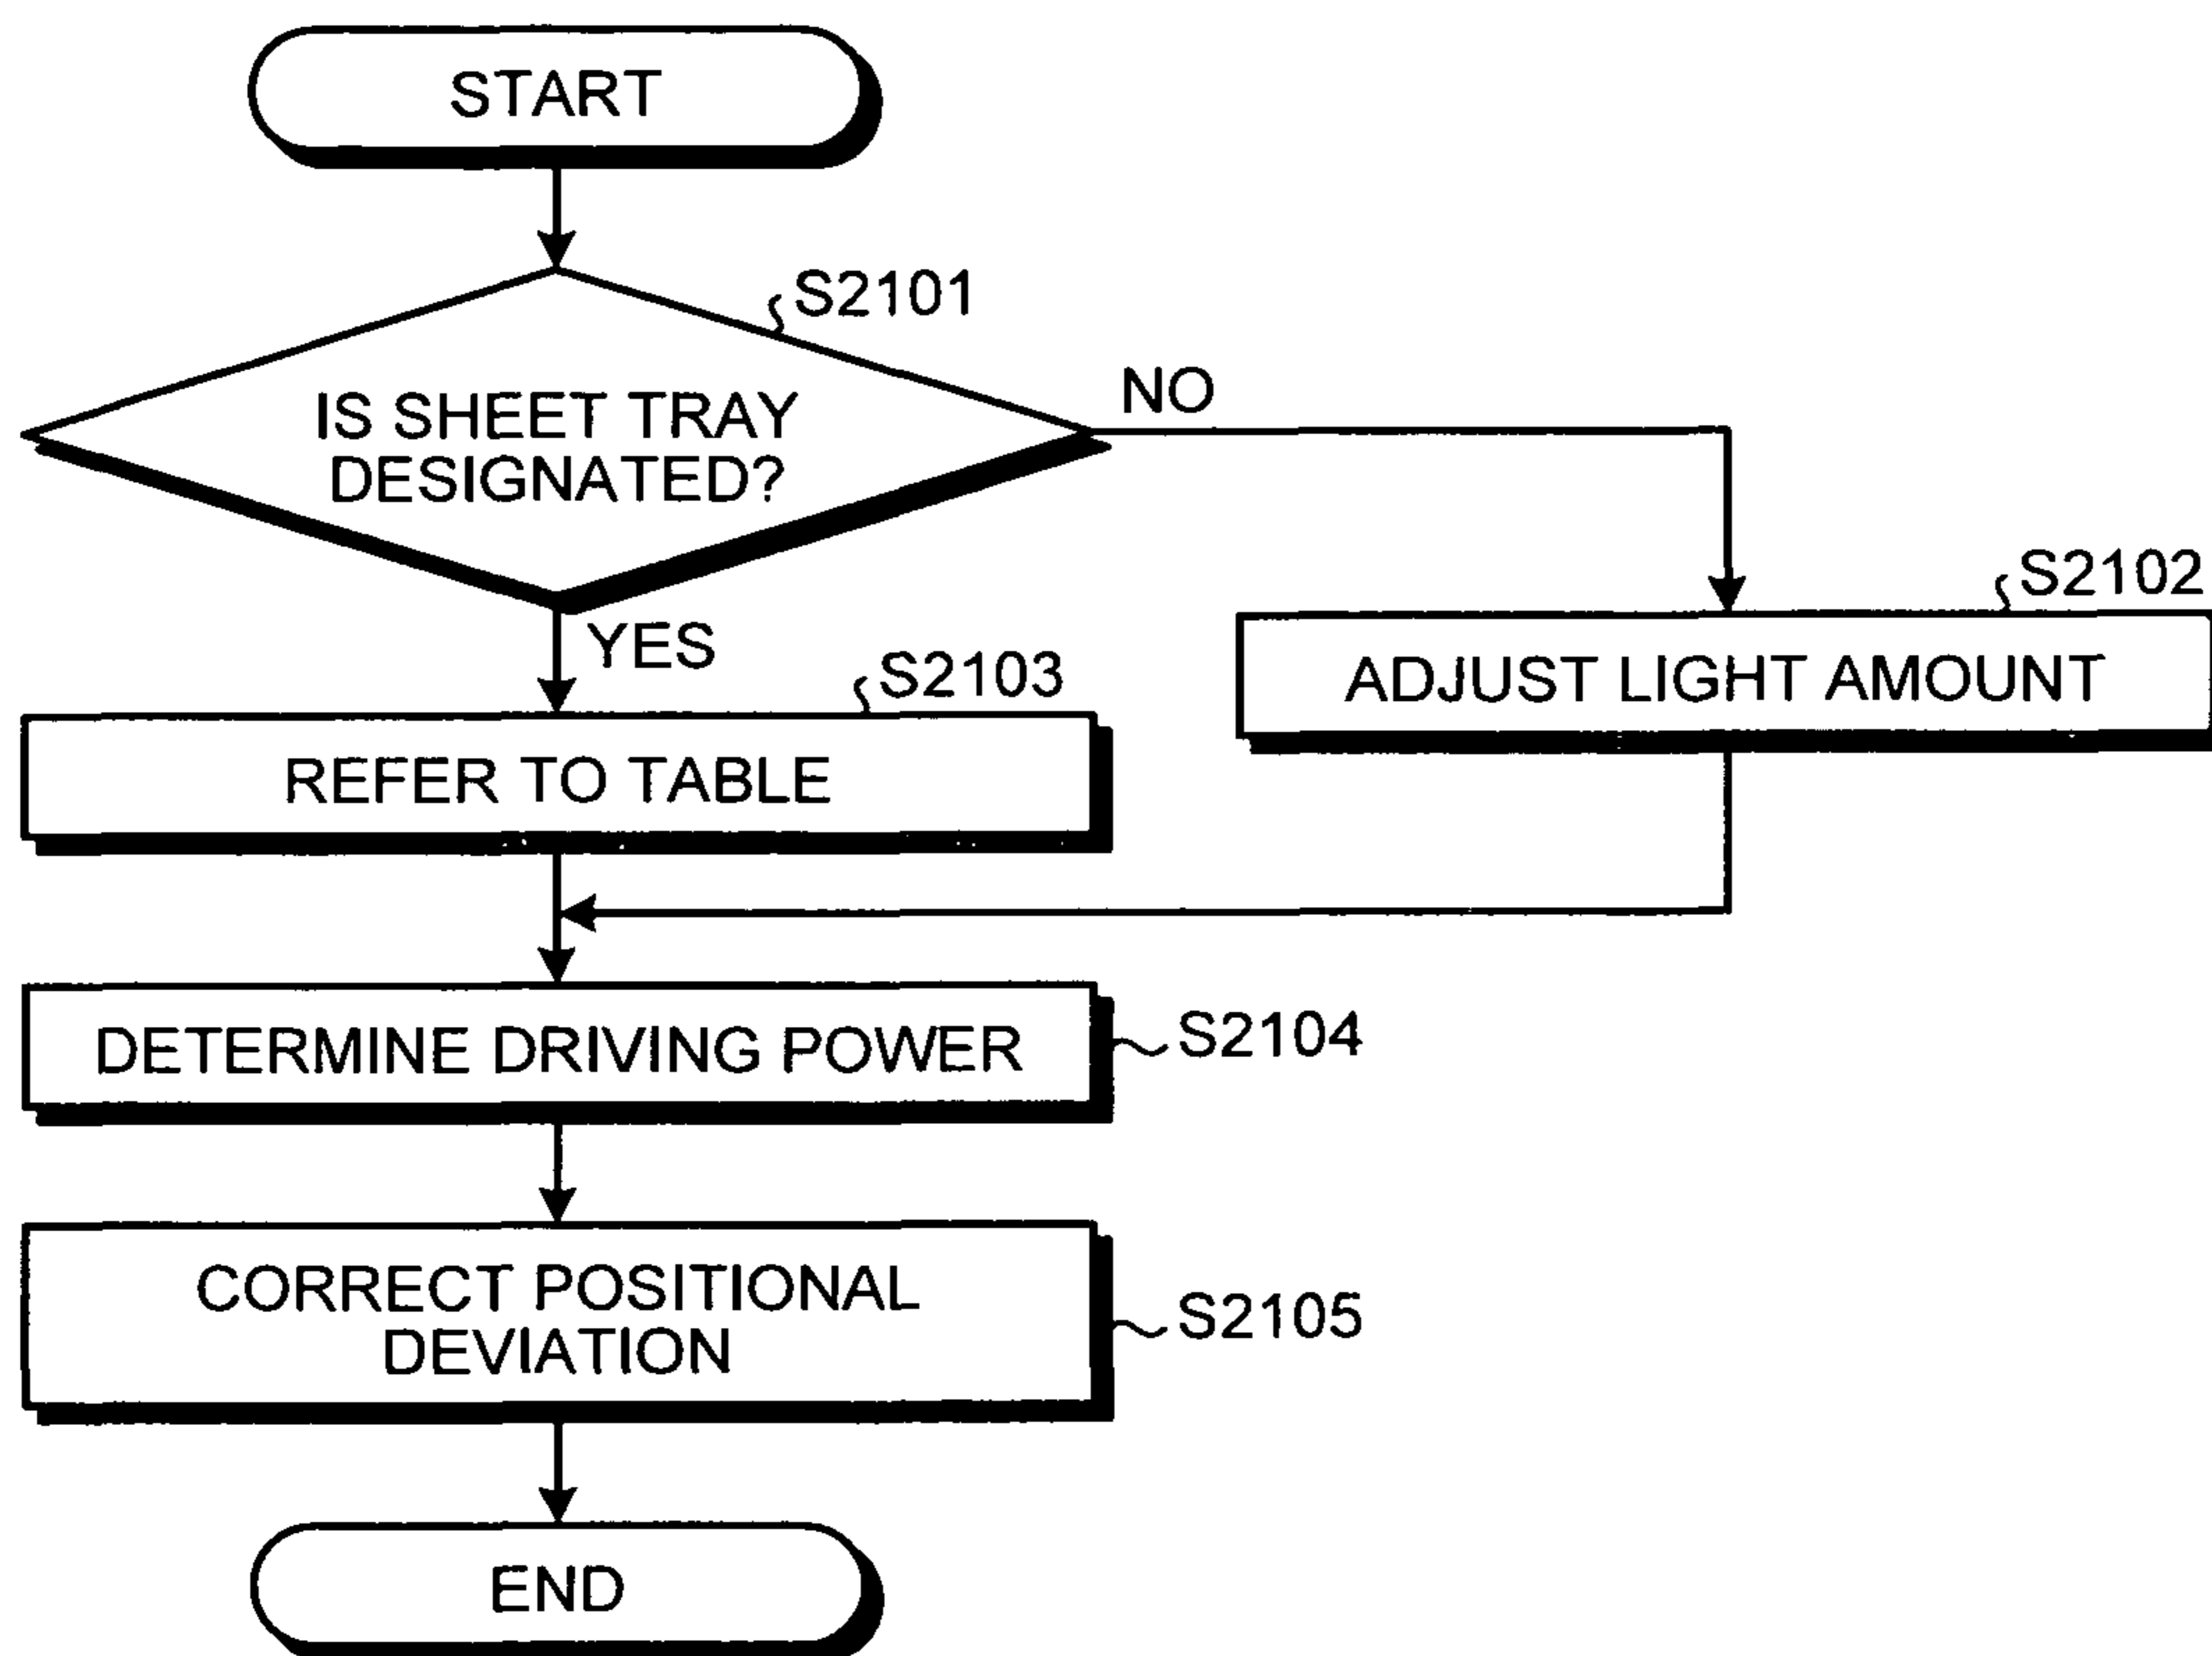 START
S2101
NO
IS SHEET TRAY
DESIGNATED?
S2102
YES
S2103
ADJUST LIGHT AMOUNT
REFER TO TABLE
DETERMINE DRIVING POWER
S2104
CORRECT POSITIONAL
DEVIATION
S2105
END